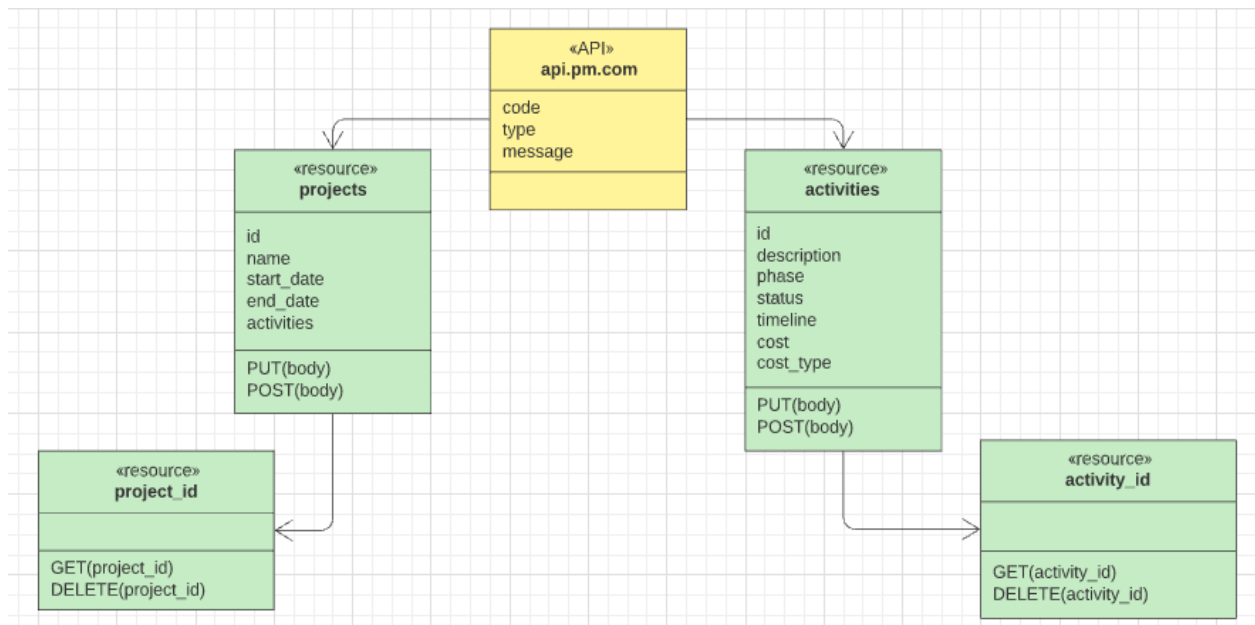 «API»
api.pm.com
code
type
message
«resource»
projects
id
name
start_date
end_date
activities
PUT(body)
POST(body)
«resource»
activities
id
description
phase
status
timeline
cost
cost_type
PUT(body)
POST(body)
«resource»
project_id
GET(project_id)
DELETE(project_id)
«resource»
activity_id
GET(activity_id)
DELETE(activity_id)